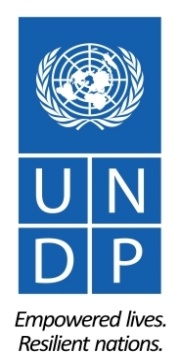 U N
D P
Empowered lives.
Resilient nations.